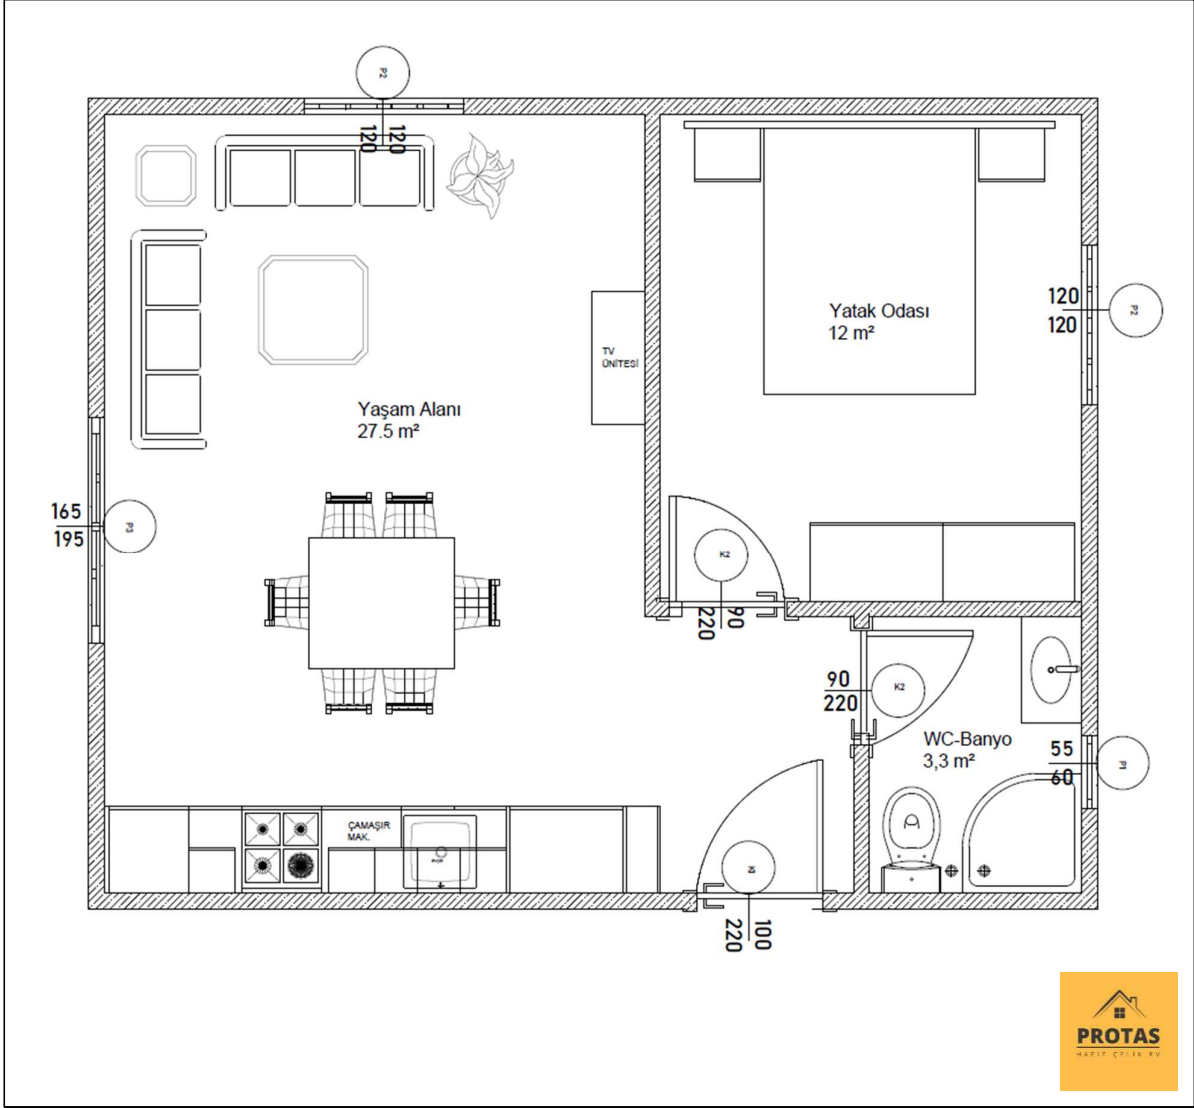 P2
120
120
Yatak Odası
12 m²
120
120
P2
TV
ÜNİTESİ
Yaşam Alanı
27.5 m²
165
195
P3
K2
90
220
90
220
K2
WC-Banyo
3,3 m²
55
60
P1
ÇAMAŞIR
MAK.
100
220
PROTAS
HAFİF ÇELİK EV